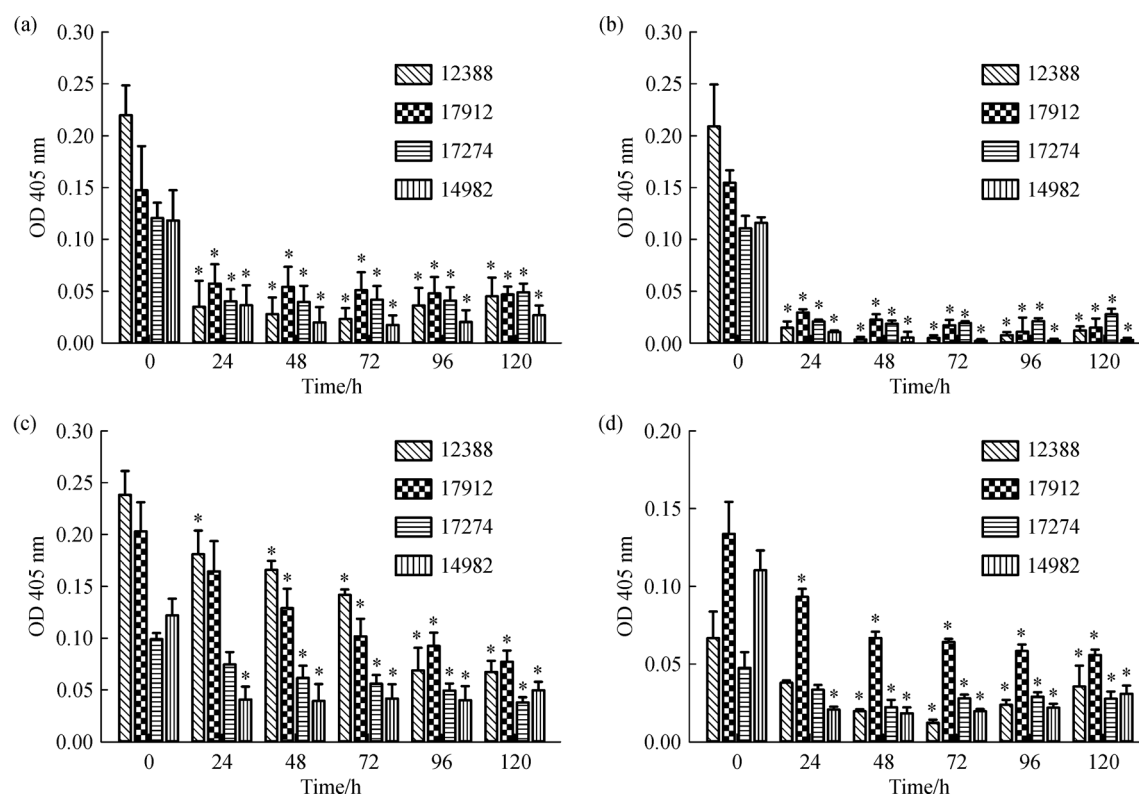 (a)
OD 405 nm
0.30
0.25
0.20
0.15
0.10
0.05
0.00
12388
17912
17274
14982
* * * * * * * * * * * * * * * * * * * *
0 24 48 72 96 120
Time/h
(b)
OD 405 nm
0.30
0.25
0.20
0.15
0.10
0.05
0.00
12388
17912
17274
14982
* * * * * * * * * * * * * * * * * * * *
0 24 48 72 96 120
Time/h
(c)
OD 405 nm
0.30
0.25
0.20
0.15
0.10
0.05
0.00
12388
17912
17274
14982
* * * * * * * * * * * * * * * * * *
0 24 48 72 96 120
Time/h
(d)
OD 405 nm
0.20
0.15
0.10
0.05
0.00
12388
17912
17274
14982
* * * * * * * * * * * * * * * * * *
0 24 48 72 96 120
Time/h